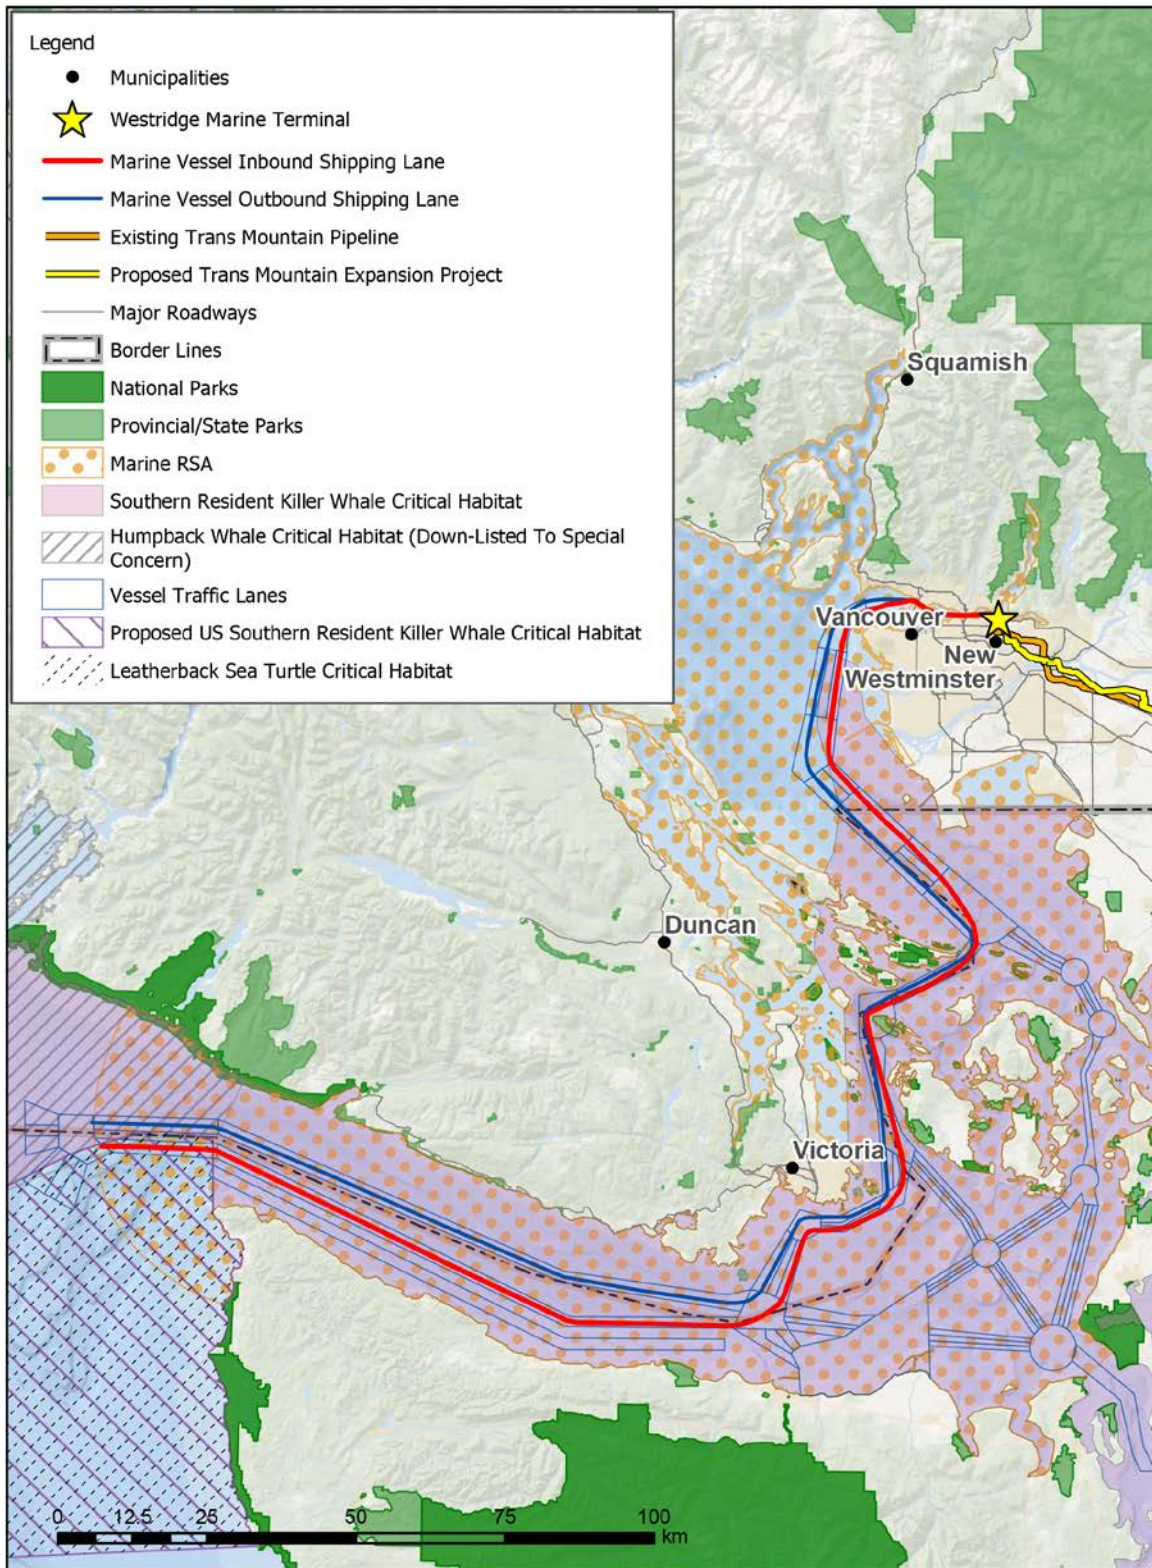 Legend
Municipalities
Westridge Marine Terminal
Marine Vessel Inbound Shipping Lane
Marine Vessel Outbound Shipping Lane
Existing Trans Mountain Pipeline
Proposed Trans Mountain Expansion Project
Major Roadways
Border Lines
National Parks
Provincial/State Parks
Marine RSA
Southern Resident Killer Whale Critical Habitat
Humpback Whale Critical Habitat (Down-Listed To Special
Concern)
Vessel Traffic Lanes
Proposed US Southern Resident Killer Whale Critical Habitat
Leatherback Sea Turtle Critical Habitat
Squamish
Vancouver
New
Westminster
Duncan
Victoria
0 12.5 25 50 75 100
km